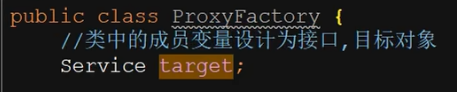 public class ProxyFactory {
//类中的成员变量设计为接口,目标对象
Service target;